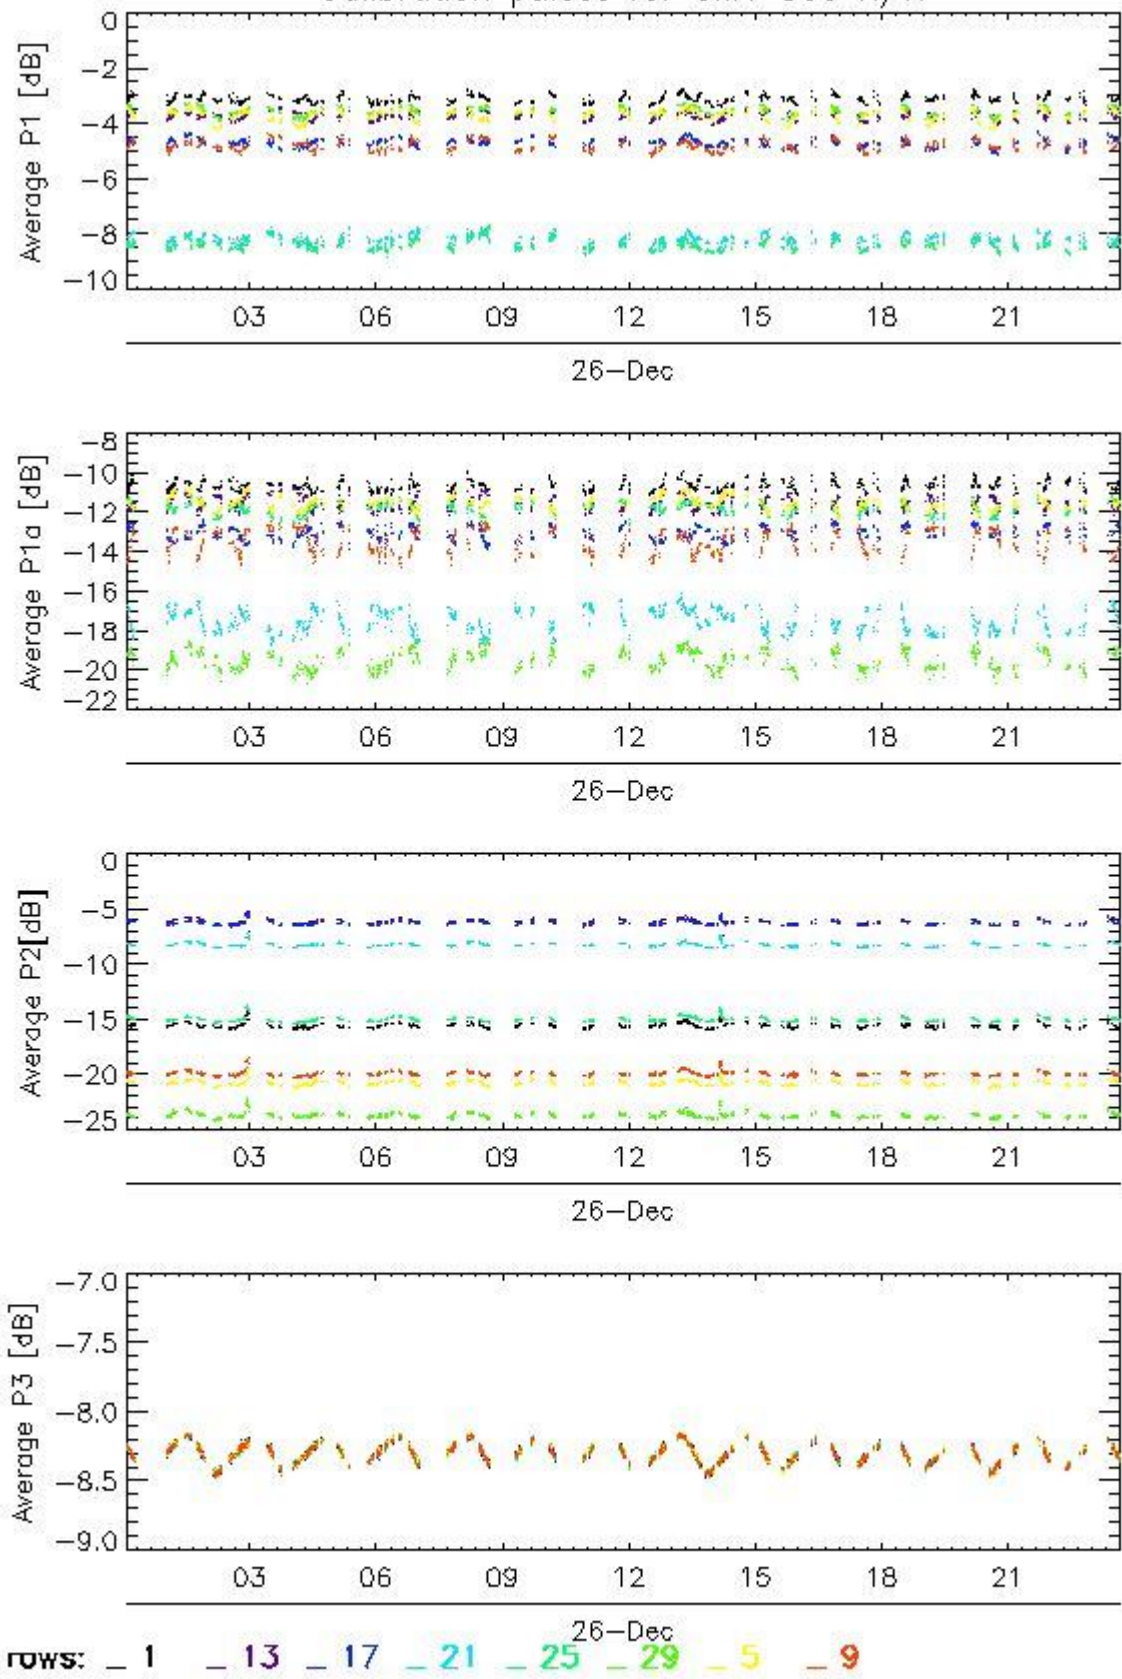 0
-2
-4
-6
-8
-10
Average P1 [dB]
03 06 09 12 15 18 21
26-Dec
-8
-10
-12
-14
-16
-18
-20
-22
Average P1a [dB]
03 06 09 12 15 18 21
26-Dec
0
-5
-10
-15
-20
-25
Average P2[dB]
03 06 09 12 15 18 21
26-Dec
-7.0
-7.5
-8.0
-8.5
-9.0
Average P3 [dB]
03 06 09 12 15 18 21
26-Dec
rows: _ 1 _ 13 _ 17 _ 21 _ 25 _ 29 _ 5 _ 9